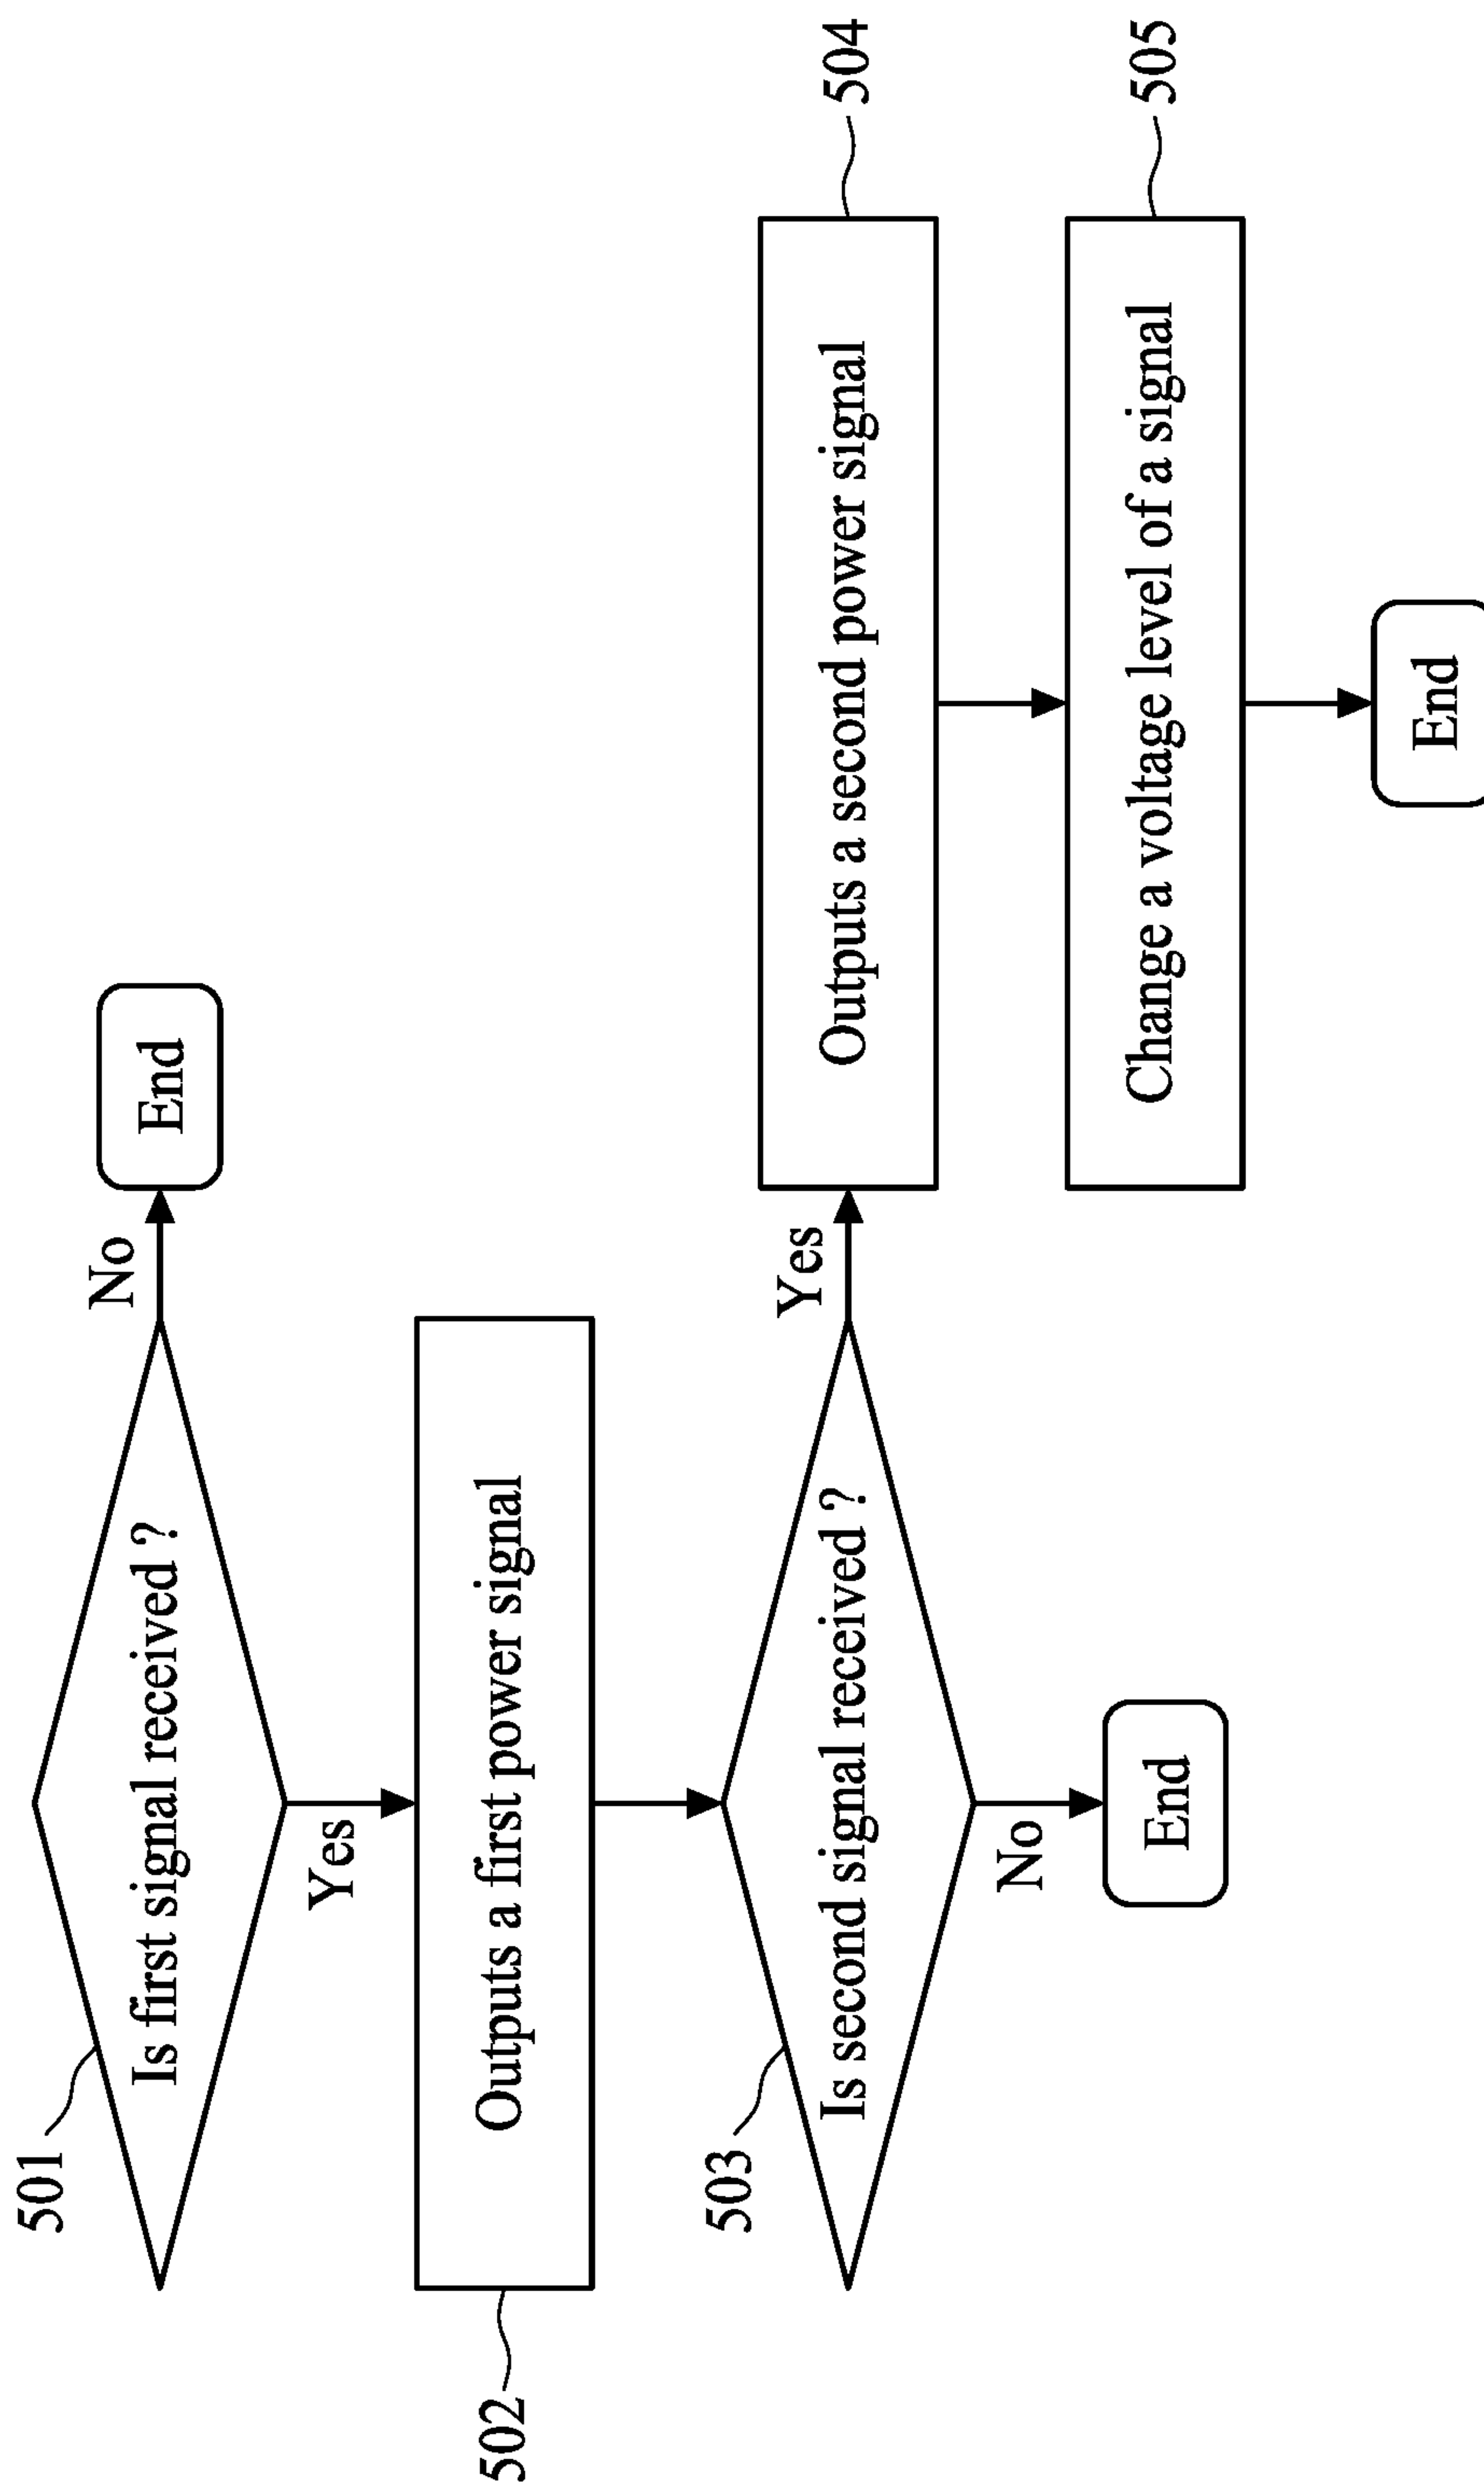 501
Is first signal received ?
No
End
Yes
502
Outputs a first power signal
503
Is second signal received ?
Yes
Outputs a second power signal
504
No
End
Change a voltage level of a signal
505
End